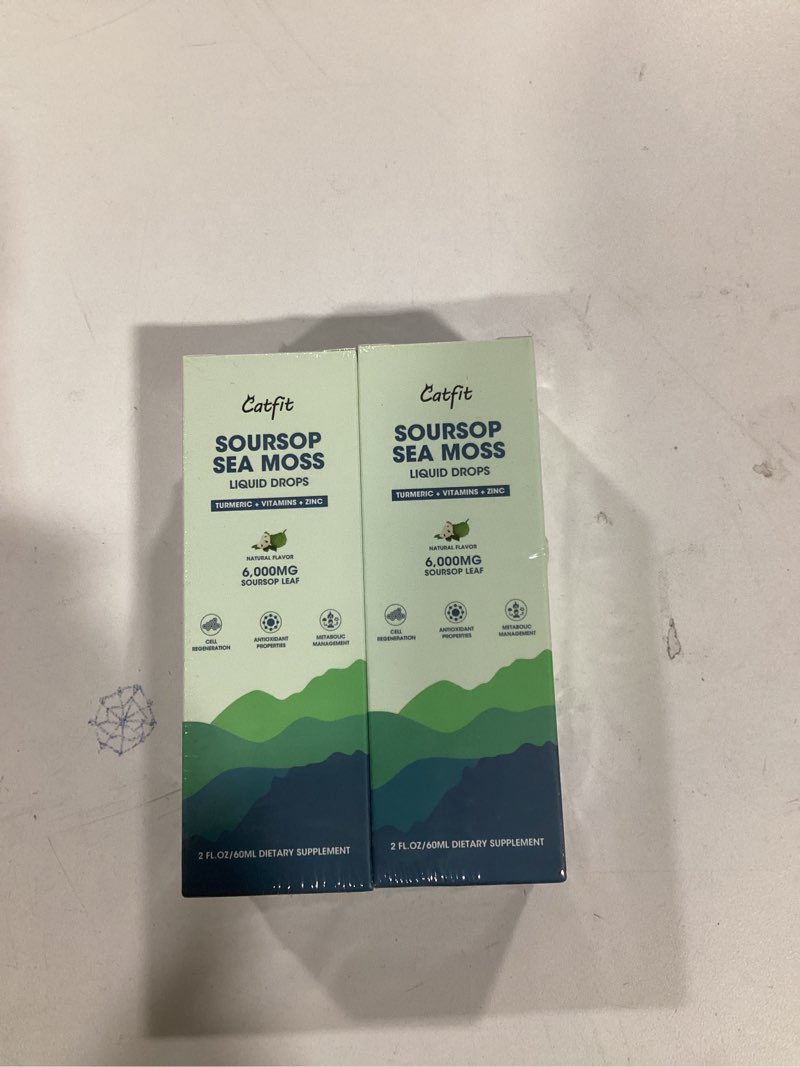 Catfit
SOURSOP
SEA MOSS
LIQUID DROPS
TURMERIC + VITAMINS + ZINC
NATURAL FLAVOR
6,000MG
SOURSOP LEAF
CELL
REGENERATION
ANTIOXIDANT
PROPERTIES
METABOLIC
MANAGEMENT
2 FL.OZ/60ML DIETARY SUPPLEMENT
Catfit
SOURSOP
SEA MOSS
LIQUID DROPS
TURMERIC + VITAMINS + ZINC
NATURAL FLAVOR
6,000MG
SOURSOP LEAF
CELL
REGENERATION
ANTIOXIDANT
PROPERTIES
METABOLIC
MANAGEMENT
2 FL.OZ/60ML DIETARY SUPPLEMENT